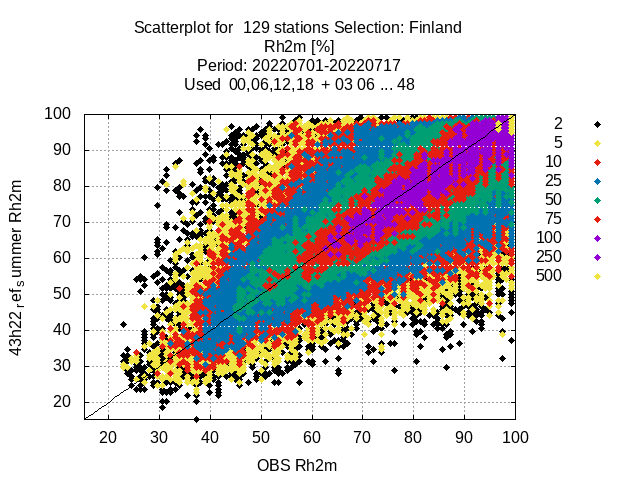 Scatterplot for 129 stations Selection: Finland
Rh2m [%]
Period: 20220701-20220717
Used 00,06,12,18 + 03 06 ... 48
100
90
80
70
60
50
40
30
20
43h22_ref_summer Rh2m
20 30 40 50 60 70 80 90 100
OBS Rh2m
2
5
10
25
50
75
100
250
500